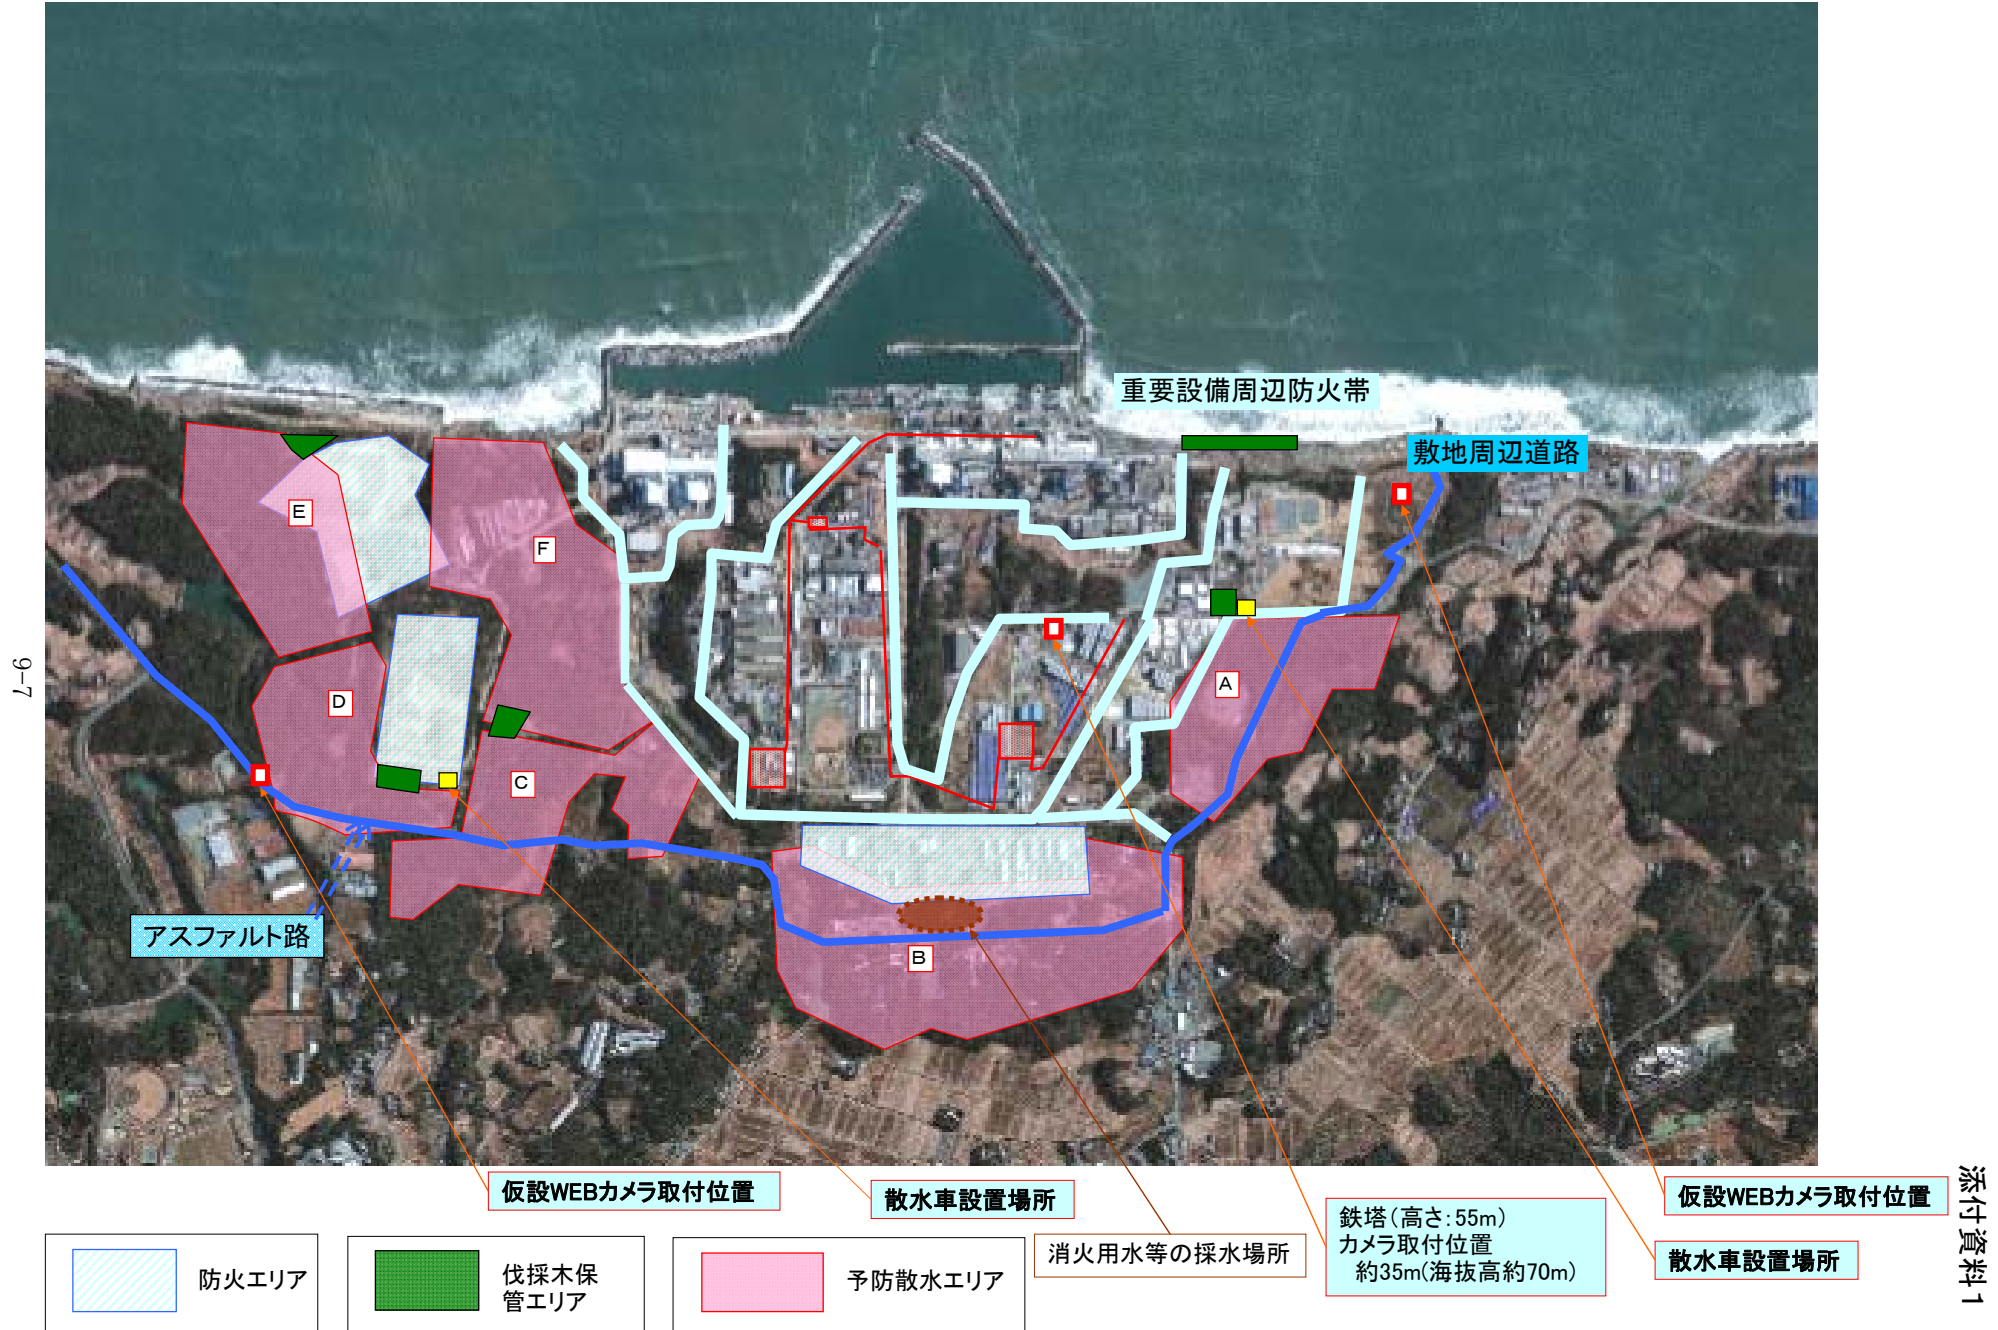 重要設備周辺防火帯
敷地周辺道路
E
F
D
A
C
B
アスファルト路
仮設WEBカメラ取付位置
散水車設置場所
消火用水等の採水場所
鉄塔(高さ:55m)
カメラ取付位置
約35m(海抜高約70m)
仮設WEBカメラ取付位置
散水車設置場所
防火エリア
伐採木保
管エリア
予防散水エリア
添付資料1
9-7